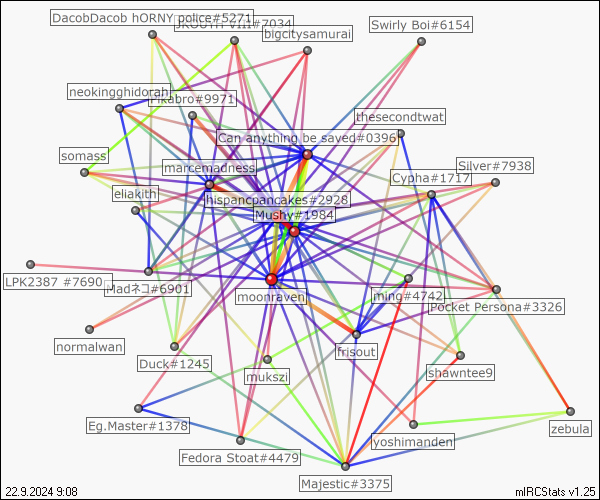 DacobDacob hORNY police#5271
JROOTH VIII#7034
Swirly Boi#6154
bigcitysamurai
neokingghidorah
Pikabro#9971
thesecondtwat
Can anything be saved#0396
somass
marcemadness
Silver#7938
Cypha#1717
eliakith
hispancpancakes#2928
Mushy#1984
LPK2387 #7690
Madネコ#6901
moonraven
ming#4742
Pocket Persona#3326
normalwan
frisout
Duck#1245
shawntee9
mukszi
Eg.Master#1378
zebula
yoshimanden
Fedora Stoat#4479
Majestic#3375
22.9.2024 9:08
mIRCStats v1.25